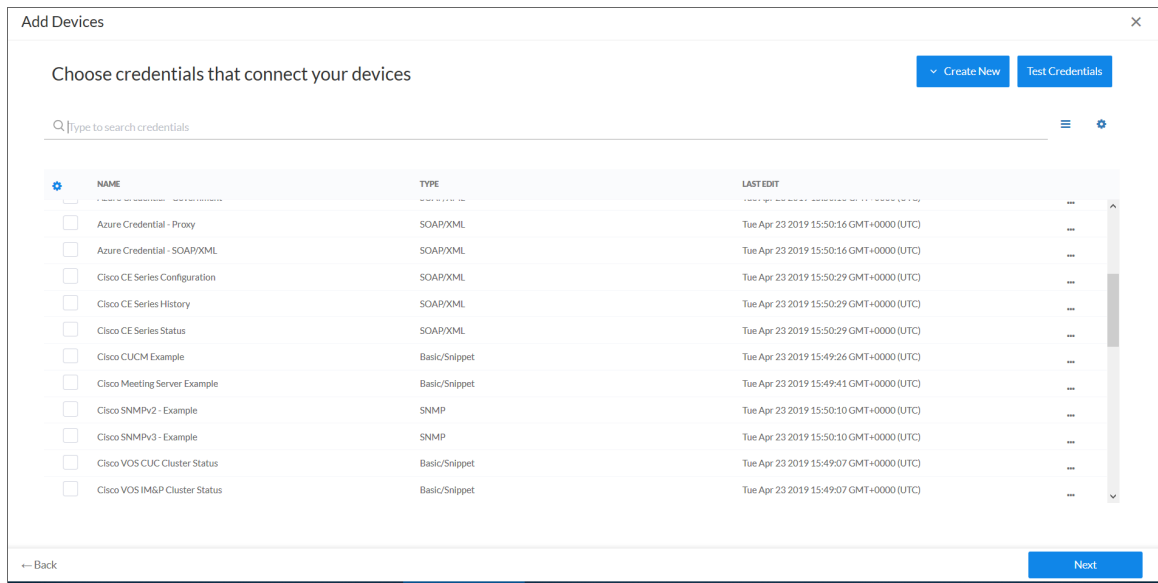 Add Devices
Choose credentials that connect your devices
Create New
Test Credentials
Type to search credentials
NAME TYPE LAST EDIT
Azure Credential - Proxy SOAP/XML Tue Apr 23 2019 15:50:16 GMT+0000 (UTC)
Azure Credential - SOAP/XML SOAP/XML Tue Apr 23 2019 15:50:16 GMT+0000 (UTC)
Cisco CE Series Configuration SOAP/XML Tue Apr 23 2019 15:50:29 GMT+0000 (UTC)
Cisco CE Series History SOAP/XML Tue Apr 23 2019 15:50:29 GMT+0000 (UTC)
Cisco CE Series Status SOAP/XML Tue Apr 23 2019 15:50:29 GMT+0000 (UTC)
Cisco CUCM Example Basic/Snippet Tue Apr 23 2019 15:49:26 GMT+0000 (UTC)
Cisco Meeting Server Example Basic/Snippet Tue Apr 23 2019 15:49:41 GMT+0000 (UTC)
Cisco SNMPv2 - Example SNMP Tue Apr 23 2019 15:50:10 GMT+0000 (UTC)
Cisco SNMPv3 - Example SNMP Tue Apr 23 2019 15:50:10 GMT+0000 (UTC)
Cisco VOS CUC Cluster Status Basic/Snippet Tue Apr 23 2019 15:49:07 GMT+0000 (UTC)
Cisco VOS IM&P Cluster Status Basic/Snippet Tue Apr 23 2019 15:49:07 GMT+0000 (UTC)
←Back
Next